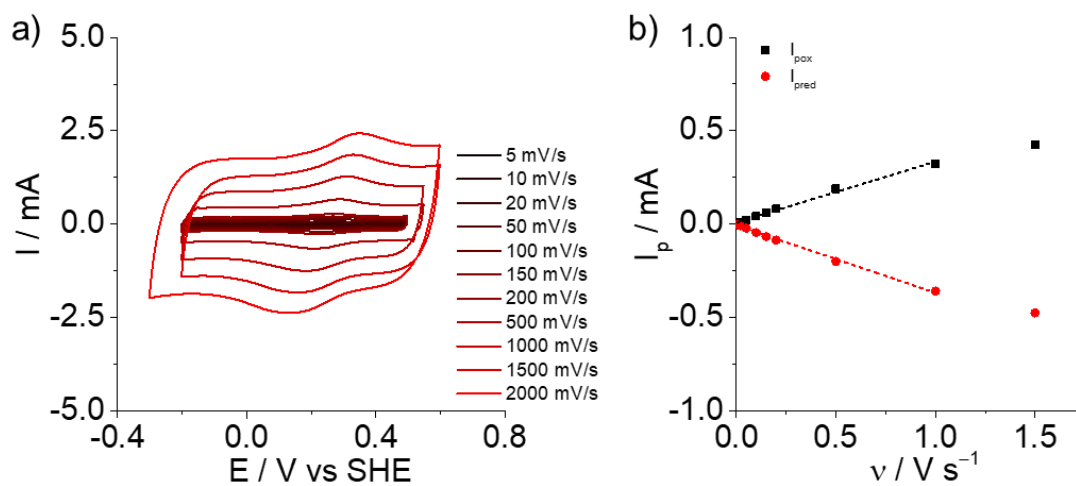 a)
5.0
2.5
0.0
-2.5
-5.0
I / mA
-0.4
0.0
0.4
0.8
E / V vs SHE
5 mV/s
10 mV/s
20 mV/s
50 mV/s
100 mV/s
150 mV/s
200 mV/s
500 mV/s
1000 mV/s
1500 mV/s
2000 mV/s
b)
1.0
0.5
0.0
-0.5
-1.0
I_p / mA
I_pox
I_pred
0.0
0.5
1.0
1.5
ν / V s⁻¹